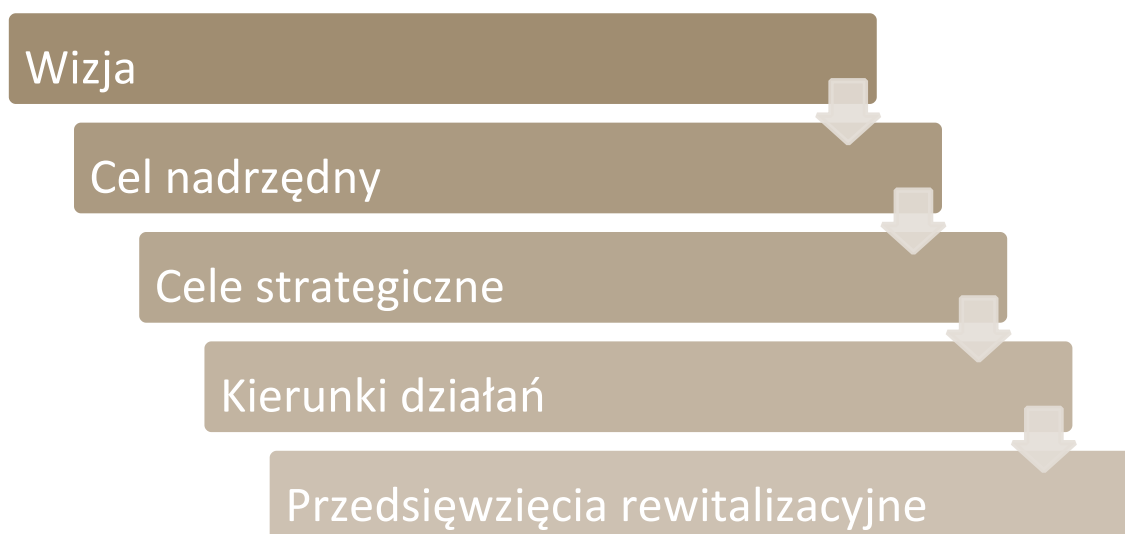 Wizja
Cel nadrzędny
Cele strategiczne
Kierunki działań
Przedsięwzięcia rewitalizacyjne